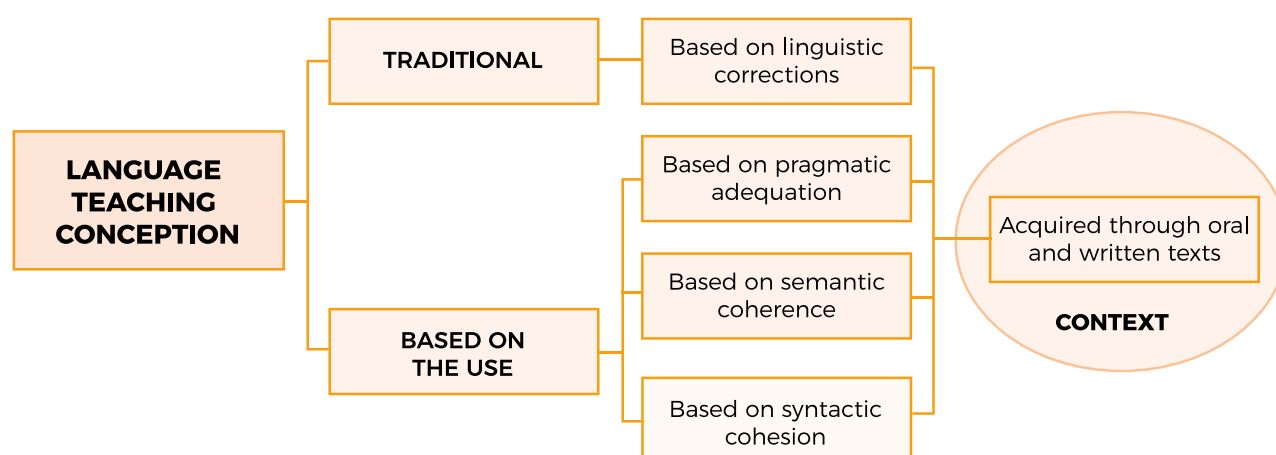 LANGUAGE
TEACHING
CONCEPTION
TRADITIONAL
BASED ON
THE USE
Based on linguistic
corrections
Based on pragmatic
adequation
Based on semantic
coherence
Based on syntactic
cohesion
Acquired through oral
and written texts
CONTEXT